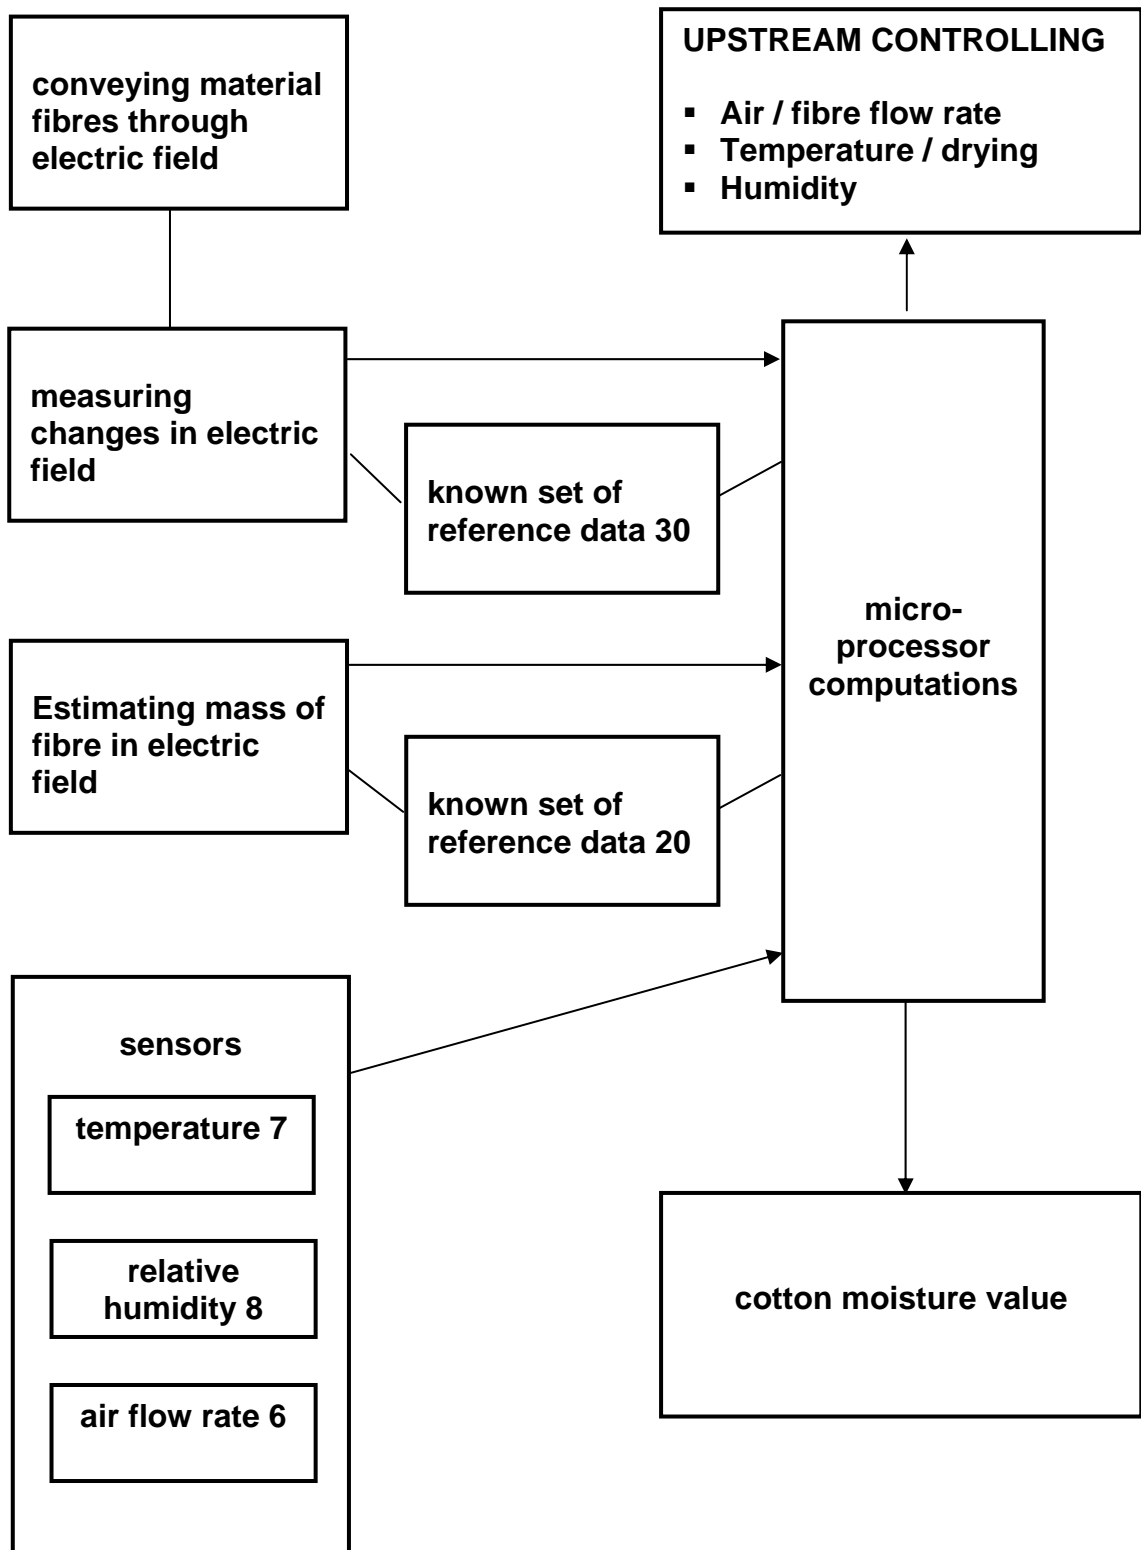 conveying material
fibres through
electric field
UPSTREAM CONTROLLING
▪ Air / fibre flow rate
▪ Temperature / drying
▪ Humidity
measuring
changes in electric
field
known set of
reference data 30
micro-
processor
computations
Estimating mass of
fibre in electric
field
known set of
reference data 20
sensors
temperature 7
relative
humidity 8
air flow rate 6
cotton moisture value